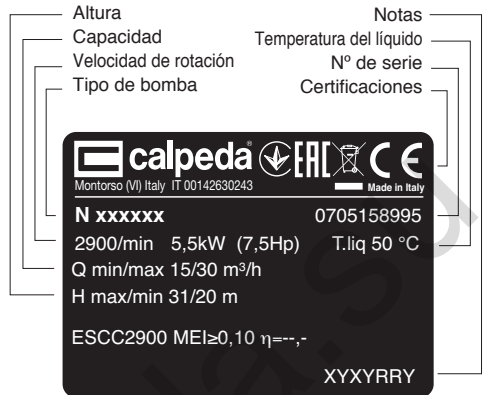 Altura Notas
Capacidad Temperatura del líquido
Velocidad de rotación Nº de serie
Tipo de bomba Certificaciones
calpeda EAC CE
Montorso (VI) Italy IT 00142630243 Made in Italy
N xxxxxx 0705158995
2900/min 5,5kW (7,5Hp) T.liq 50 °C
Q min/max 15/30 m³/h
H max/min 31/20 m
ESCC2900 MEI≥0,10 η=--,-
XYXYRRY